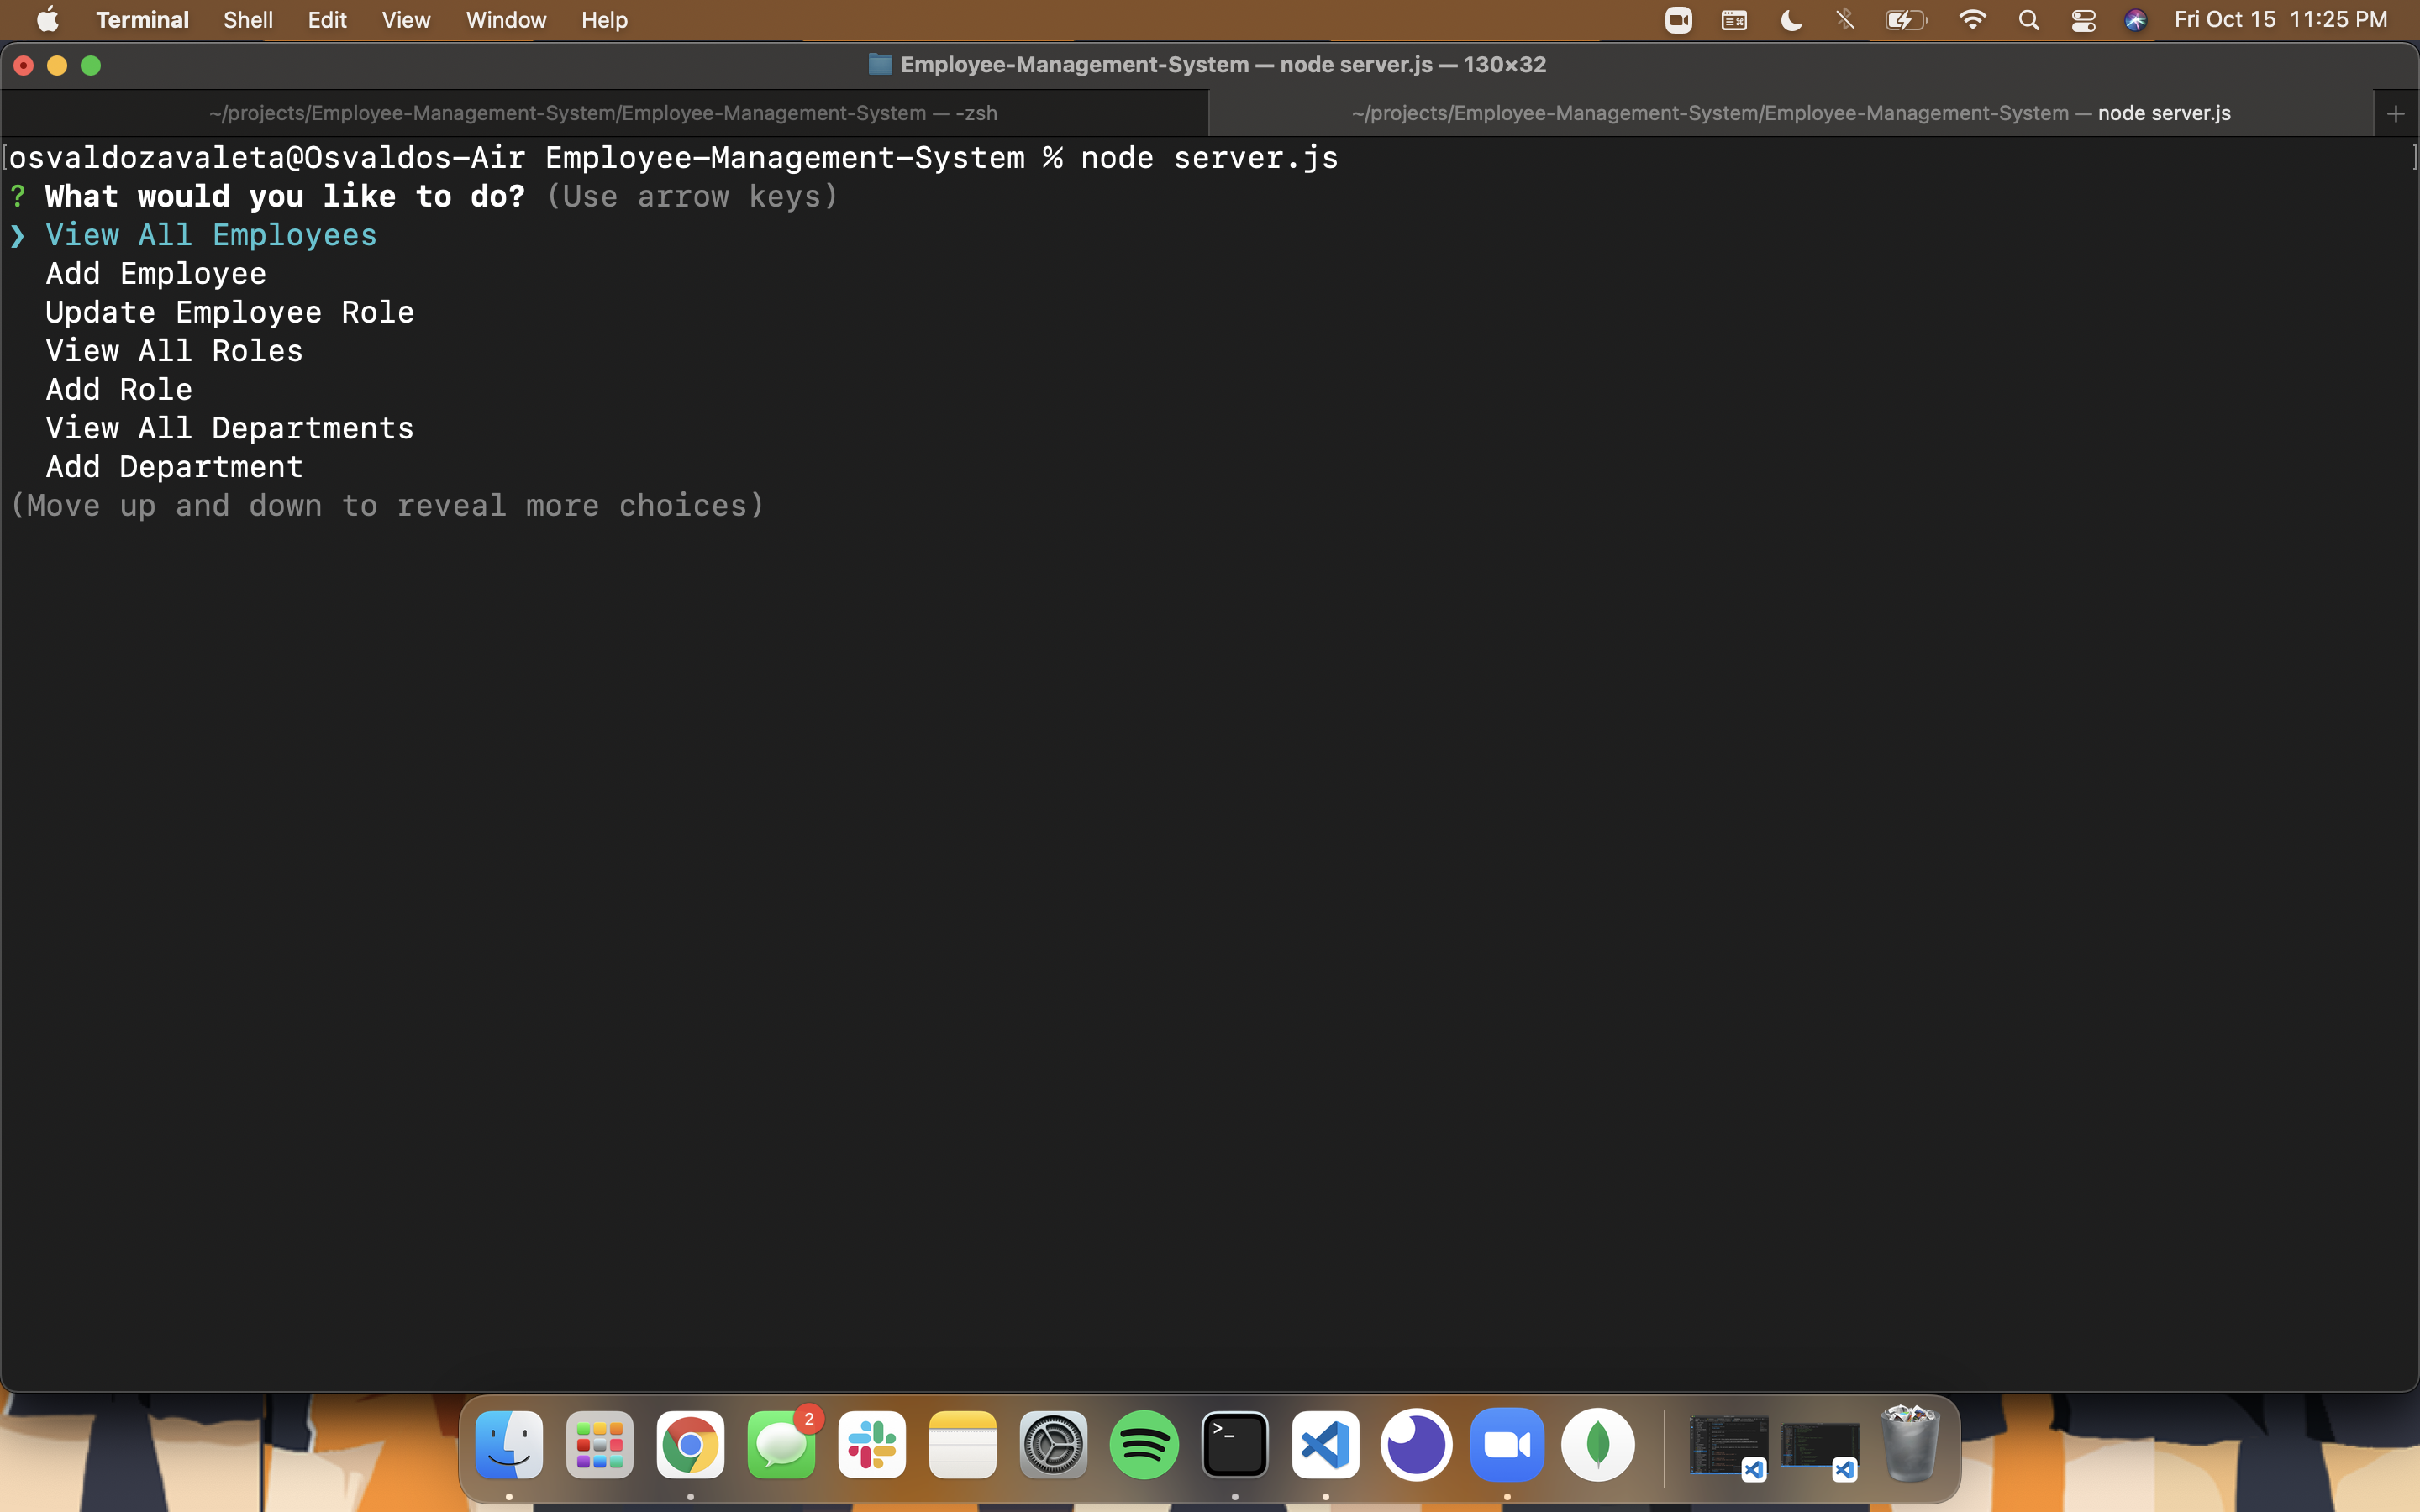 Terminal Shell Edit View Window Help Fri Oct 15 11:25 PM
Employee-Management-System — node server.js — 130×32
~/projects/Employee-Management-System/Employee-Management-System — -zsh
~/projects/Employee-Management-System/Employee-Management-System — node server.js
osvaldozavaleta@Osvaldos-Air Employee-Management-System % node server.js
? What would you like to do? (Use arrow keys)
❯ View All Employees
Add Employee
Update Employee Role
View All Roles
Add Role
View All Departments
Add Department
(Move up and down to reveal more choices)
2